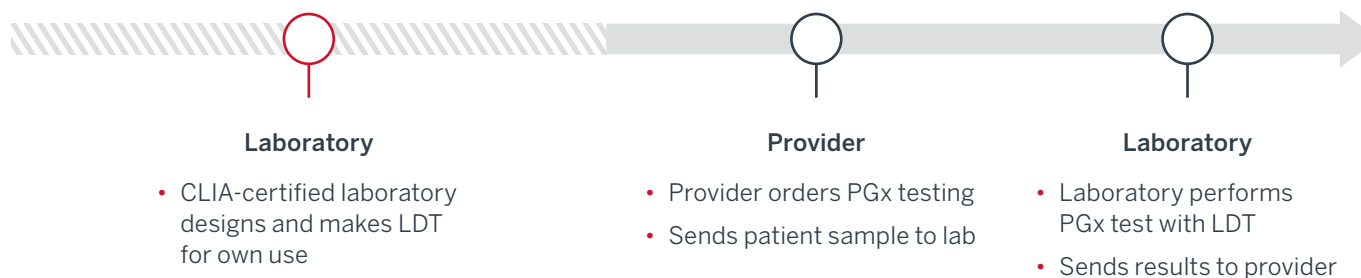 Laboratory
• CLIA-certified laboratory
designs and makes LDT
for own use
Provider
• Provider orders PGx testing
• Sends patient sample to lab
Laboratory
• Laboratory performs
PGx test with LDT
• Sends results to provider